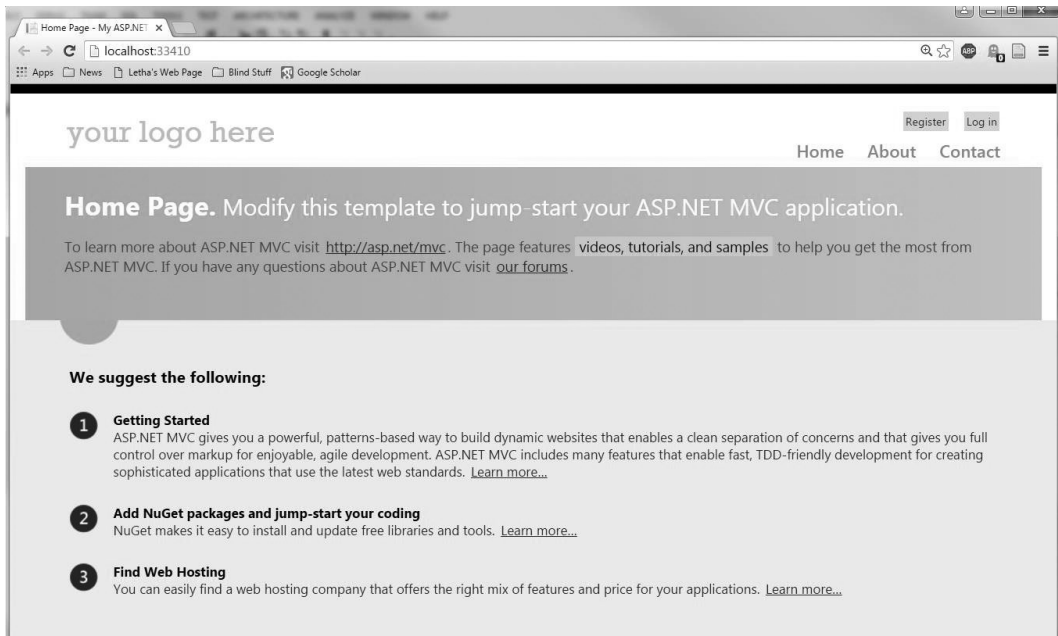 Home Page - My ASP.NET
localhost:33410
Apps News Letha's Web Page Blind Stuff Google Scholar
ABP 0
your logo here
Register Log in
Home About Contact
Home Page. Modify this template to jump-start your ASP.NET MVC application.
To learn more about ASP.NET MVC visit http://asp.net/mvc. The page features videos, tutorials, and samples to help you get the most from
ASP.NET MVC. If you have any questions about ASP.NET MVC visit our forums.
We suggest the following:
1 Getting Started
ASP.NET MVC gives you a powerful, patterns-based way to build dynamic websites that enables a clean separation of concerns and that gives you full
control over markup for enjoyable, agile development. ASP.NET MVC includes many features that enable fast, TDD-friendly development for creating
sophisticated applications that use the latest web standards. Learn more...
2 Add NuGet packages and jump-start your coding
NuGet makes it easy to install and update free libraries and tools. Learn more...
3 Find Web Hosting
You can easily find a web hosting company that offers the right mix of features and price for your applications. Learn more...